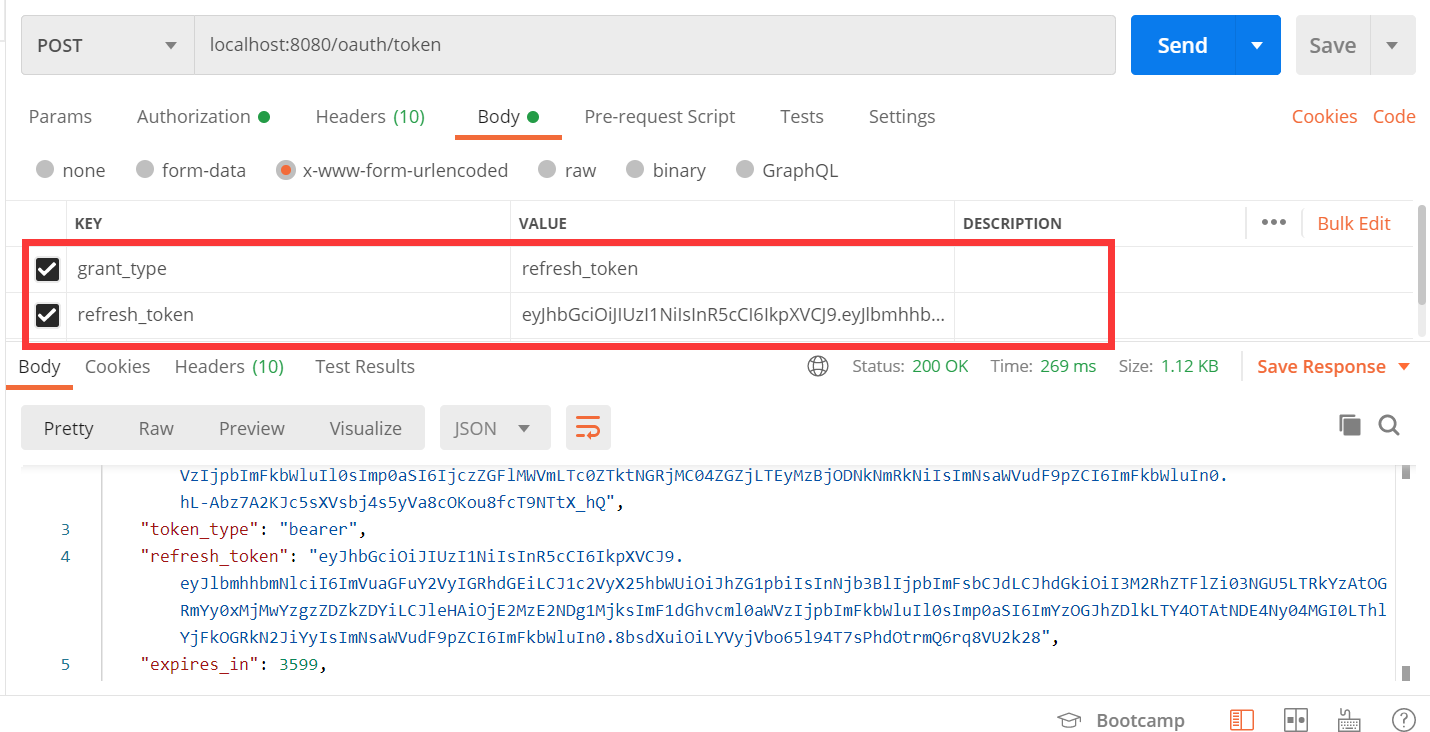 POST localhost:8080/oauth/token Send Save
Params Authorization Headers (10) Body Pre-request Script Tests Settings Cookies Code
none form-data x-www-form-urlencoded raw binary GraphQL
KEY VALUE DESCRIPTION ••• Bulk Edit
grant_type refresh_token
refresh_token eyJhbGciOiJIUzI1NiIsInR5cCI6IkpXVCJ9.eyJlbmhhb...
Body Cookies Headers (10) Test Results Status: 200 OK Time: 269 ms Size: 1.12 KB Save Response
Pretty Raw Preview Visualize JSON
VzIjpbImFkbWluIl0sImp0aSI6IjczZGFlMWVmLTc0ZTktNGRjMC04ZGZjLTEyMzBjODNkNmRkNiIsImNsaWVudF9pZCI6ImFkbWluIn0.
hL-Abz7A2KJc5sXVsbj4s5yVa8cOKou8fcT9NTtX_hQ",
3 "token_type": "bearer",
4 "refresh_token": "eyJhbGciOiJIUzI1NiIsInR5cCI6IkpXVCJ9.
eyJlbmhhbmNlciI6ImVuaGFuY2VyIGRhdGEiLCJ1c2VyX25hbWUiOiJhZG1pbiIsInNjb3BlIjpbImFsbCJdLCJhdGkiOiI3M2RhZTFlZi03NGU5LTRkYzAtOG
RmYy0xMjMwYzgzZDZkZDYiLCJleHAiOjE2MzE2NDg1MjksImF1dGhvcml0aWVzIjpbImFkbWluIl0sImp0aSI6ImYzOGJhZDlkLTY4OTAtNDE4Ny04MGI0LThl
YjFkOGRkN2JiYyIsImNsaWVudF9pZCI6ImFkbWluIn0.8bsdXuiOiLYVyjVbo65l94T7sPhdOtrmQ6rq8VU2k28",
5 "expires_in": 3599,
Bootcamp